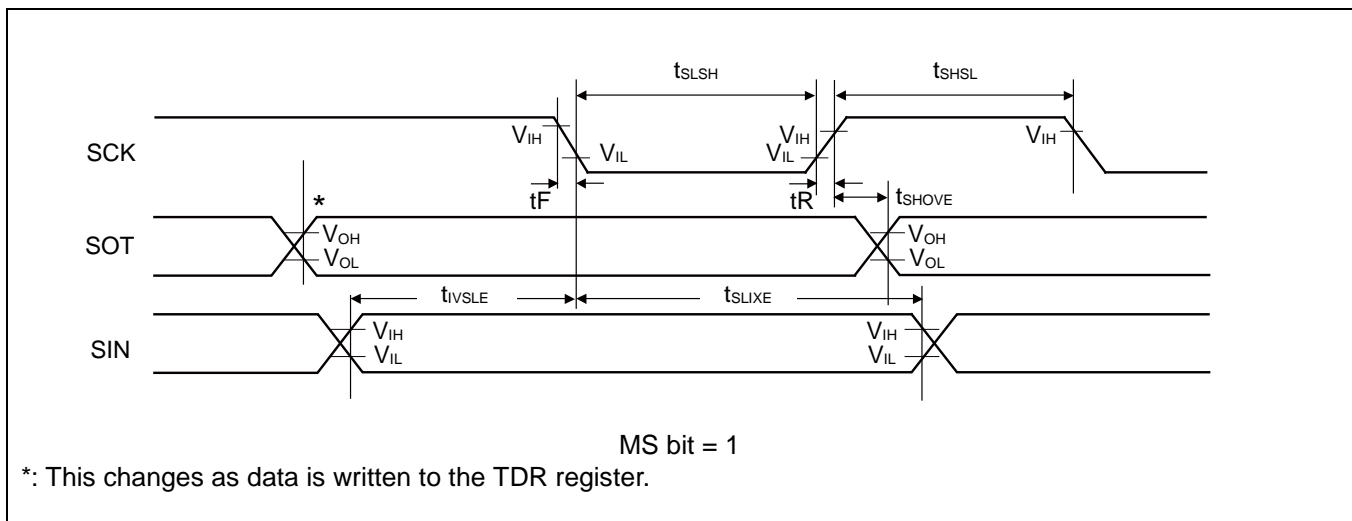 tSLSH tSHSL
SCK VIH VIL VIL VIH VIH
tF tR tSHOVE
*
SOT VOH VOL VOH VOL
tIVSLE tSLIXE
SIN VIH VIL VIH VIL
MS bit = 1
*: This changes as data is written to the TDR register.